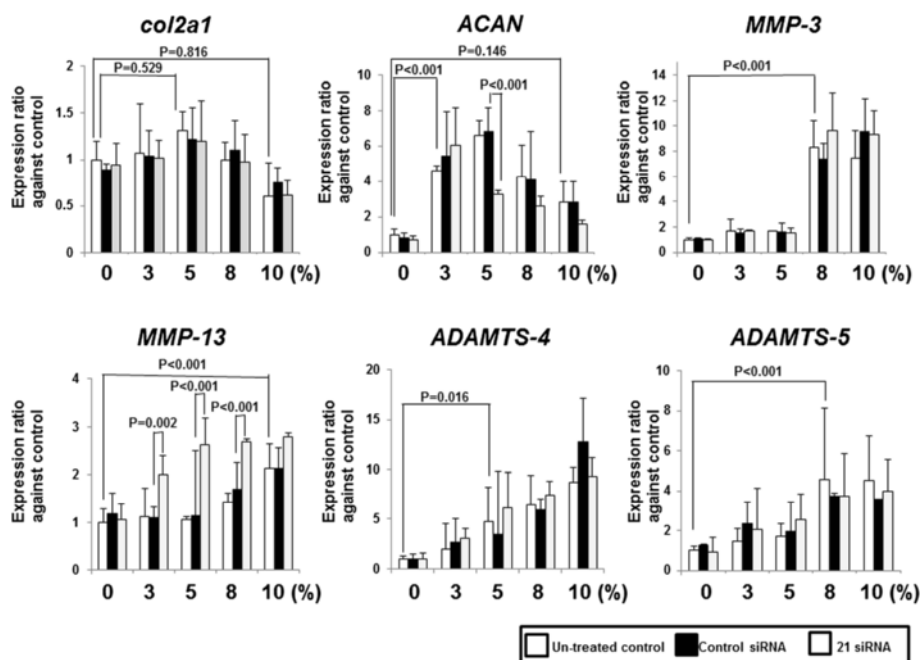 col2a1
P=0.816
P=0.529
Expression ratio
against control
2
1.5
1
0.5
0
0 3 5 8 10 (%)
ACAN
P=0.146
P<0.001
P<0.001
Expression ratio
against control
10
8
6
4
2
0
0 3 5 8 10 (%)
MMP-3
P<0.001
Expression ratio
against control
14
12
10
8
6
4
2
0
0 3 5 8 10 (%)
MMP-13
P<0.001
P<0.001
P=0.002
P<0.001
Expression ratio
against control
4
3
2
1
0
0 3 5 8 10 (%)
ADAMTS-4
P=0.016
Expression ratio
against control
20
15
10
5
0
0 3 5 8 10 (%)
ADAMTS-5
P<0.001
Expression ratio
against control
10
8
6
4
2
0
0 3 5 8 10 (%)
Un-treated control Control siRNA 21 siRNA